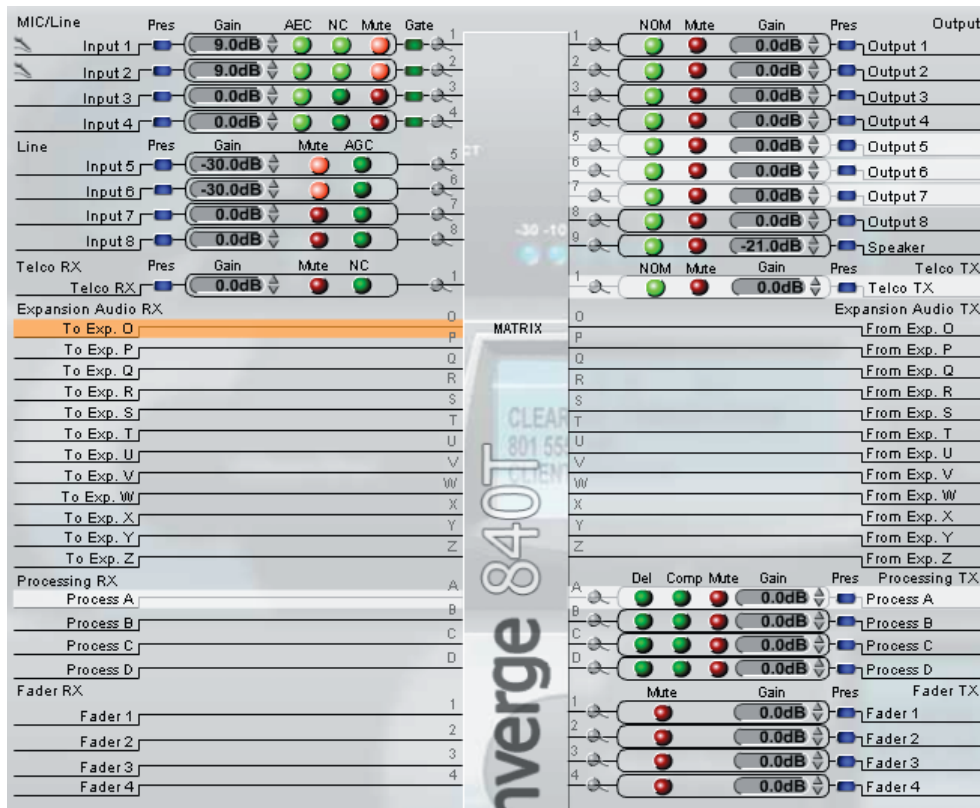 MIC/Line Pres Gain AEC NC Mute Gate NOM Mute Gain Pres Output
Input 1 9.0dB 1 1 0.0dB Output 1
Input 2 9.0dB 2 2 0.0dB Output 2
Input 3 0.0dB 3 3 0.0dB Output 3
Input 4 0.0dB 4 4 0.0dB Output 4
Line Pres Gain Mute AGC
Input 5 -30.0dB 5 5 0.0dB Output 5
Input 6 -30.0dB 6 6 0.0dB Output 6
Input 7 0.0dB 7 7 0.0dB Output 7
Input 8 0.0dB 8 8 0.0dB Output 8
-30 -10
9 -21.0dB Speaker
Telco RX Pres Gain Mute NC NOM Mute Gain Pres Telco TX
Telco RX 0.0dB 1 1 0.0dB Telco TX
Expansion Audio RX Expansion Audio TX
To Exp. O O MATRIX O From Exp. O
To Exp. P P P From Exp. P
To Exp. Q Q Q From Exp. Q
To Exp. R R R From Exp. R
To Exp. S S S From Exp. S
To Exp. T T T From Exp. T
To Exp. U U U From Exp. U
To Exp. V V V From Exp. V
To Exp. W W W From Exp. W
To Exp. X X X From Exp. X
To Exp. Y Y Y From Exp. Y
To Exp. Z Z Z From Exp. Z
CLEAR
801 555
CLIENT
nverge 840T
Processing RX Del Comp Mute Gain Pres Processing TX
Process A A A 0.0dB Process A
Process B B B 0.0dB Process B
Process C C C 0.0dB Process C
Process D D D 0.0dB Process D
Fader RX Mute Gain Pres Fader TX
Fader 1 1 1 0.0dB Fader 1
Fader 2 2 2 0.0dB Fader 2
Fader 3 3 3 0.0dB Fader 3
Fader 4 4 4 0.0dB Fader 4